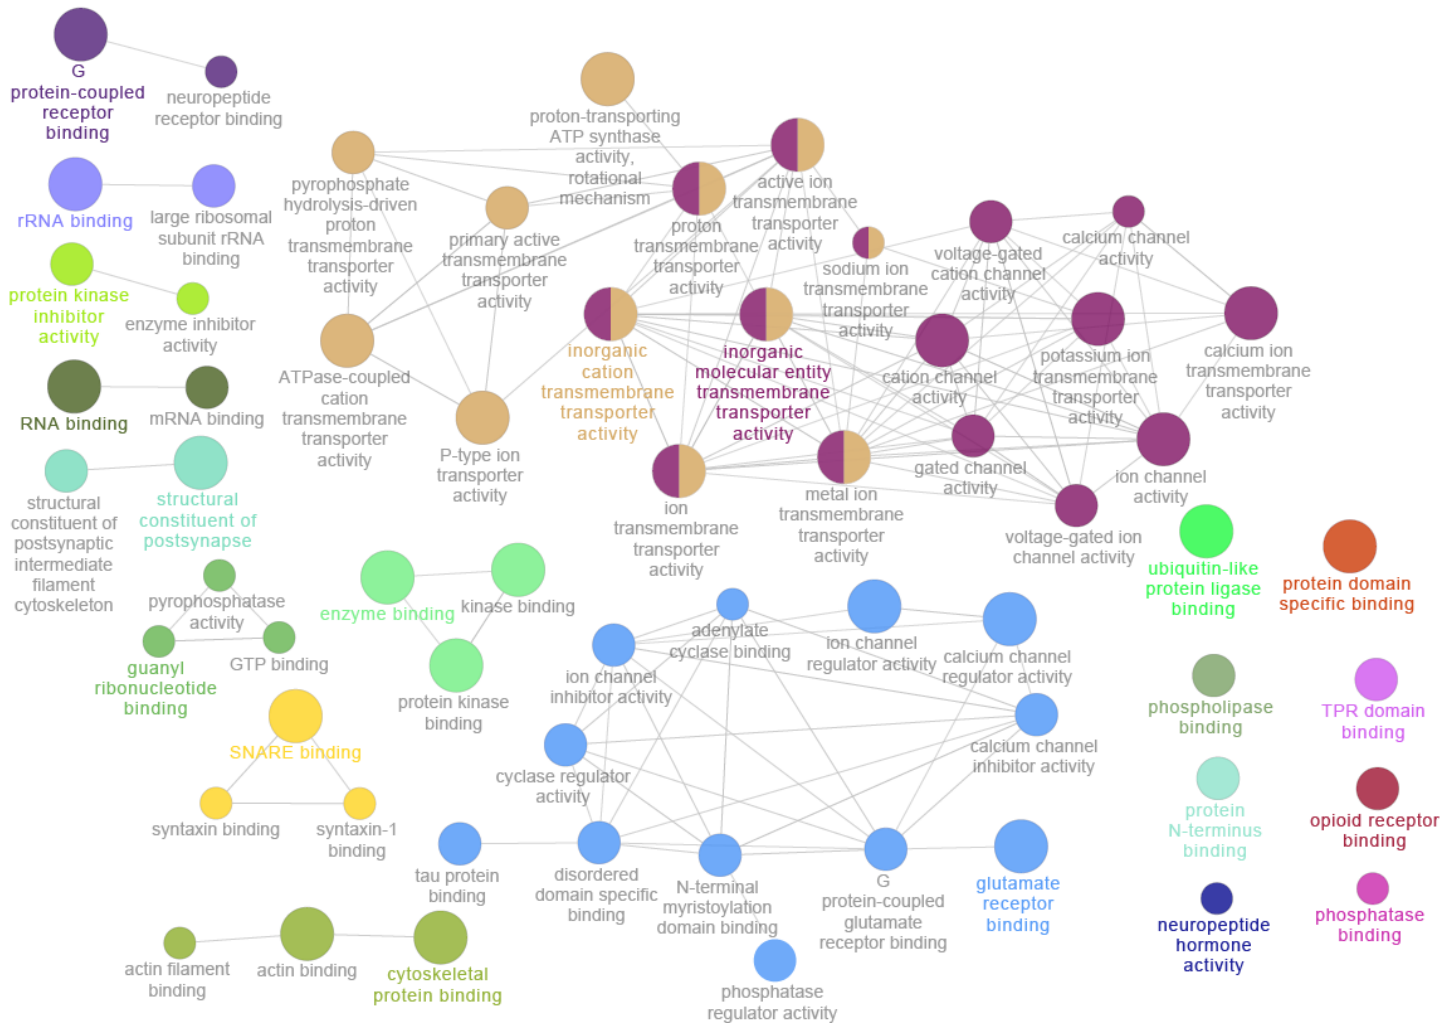 G
protein-coupled
receptor
binding
neuropeptide
receptor binding
rRNA binding
large ribosomal
subunit rRNA
binding
protein kinase
inhibitor
activity
enzyme inhibitor
activity
RNA binding
mRNA binding
structural
constituent of
postsynaptic
intermediate
filament
cytoskeleton
structural
constituent of
postsynapse
pyrophosphatase
activity
guanyl
ribonucleotide
binding
GTP binding
SNARE binding
syntaxin binding
syntaxin-1
binding
actin filament
binding
actin binding
cytoskeletal
protein binding
enzyme binding
kinase binding
protein kinase
binding
proton-transporting
ATP synthase
activity,
rotational
mechanism
pyrophosphate
hydrolysis-driven
proton
transmembrane
transporter
activity
primary active
transmembrane
transporter
activity
ATPase-coupled
cation
transmembrane
transporter
activity
P-type ion
transporter
activity
proton
transmembrane
transporter
activity
active ion
transmembrane
transporter
activity
sodium ion
transmembrane
transporter
activity
inorganic
cation
transmembrane
transporter
activity
inorganic
molecular entity
transmembrane
transporter
activity
ion
transmembrane
transporter
activity
metal ion
transmembrane
transporter
activity
voltage-gated
cation channel
activity
calcium channel
activity
cation channel
activity
potassium ion
transmembrane
transporter
activity
calcium ion
transmembrane
transporter
activity
gated channel
activity
ion channel
activity
voltage-gated ion
channel activity
adenylate
cyclase binding
ion channel
inhibitor activity
ion channel
regulator activity
calcium channel
regulator activity
cyclase regulator
activity
calcium channel
inhibitor activity
tau protein
binding
disordered
domain specific
binding
N-terminal
myristoylation
domain binding
G
protein-coupled
glutamate
receptor binding
glutamate
receptor
binding
phosphatase
regulator activity
ubiquitin-like
protein ligase
binding
protein domain
specific binding
phospholipase
binding
TPR domain
binding
protein
N-terminus
binding
opioid receptor
binding
neuropeptide
hormone
activity
phosphatase
binding